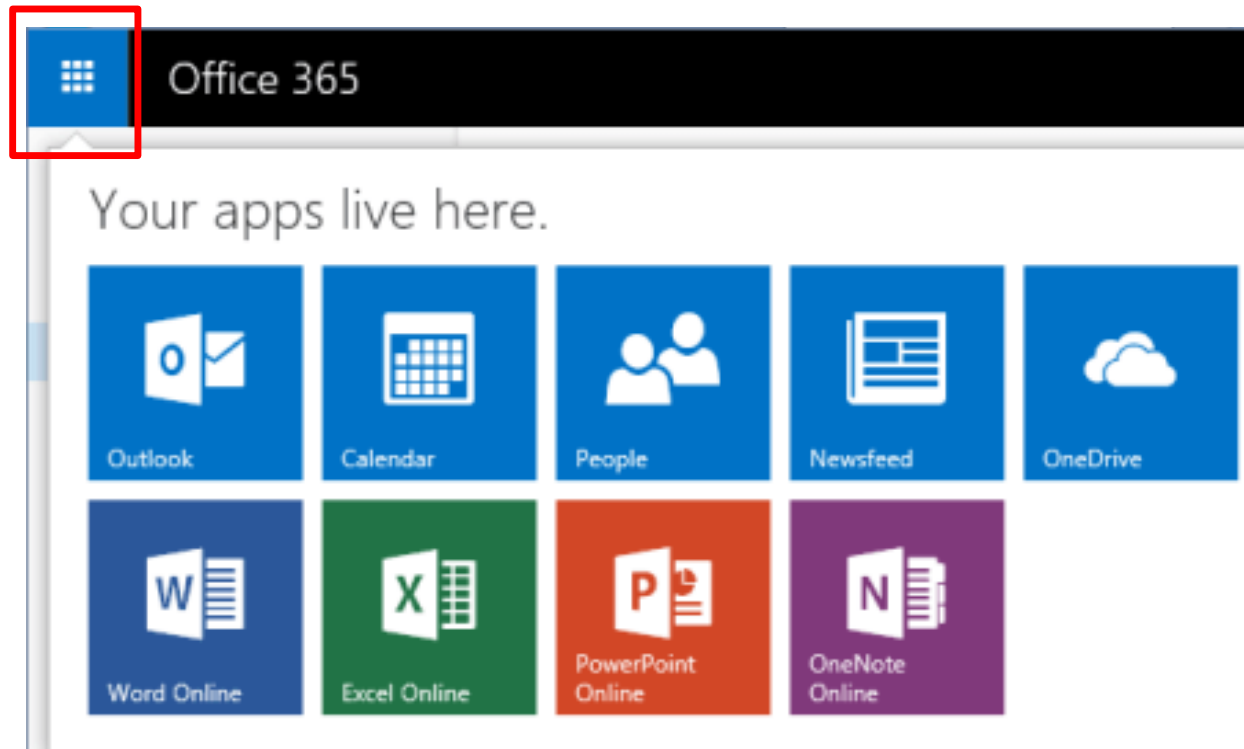 Office 365
Your apps live here.
Outlook
Calendar
People
Newsfeed
OneDrive
Word Online
Excel Online
PowerPoint
Online
OneNote
Online